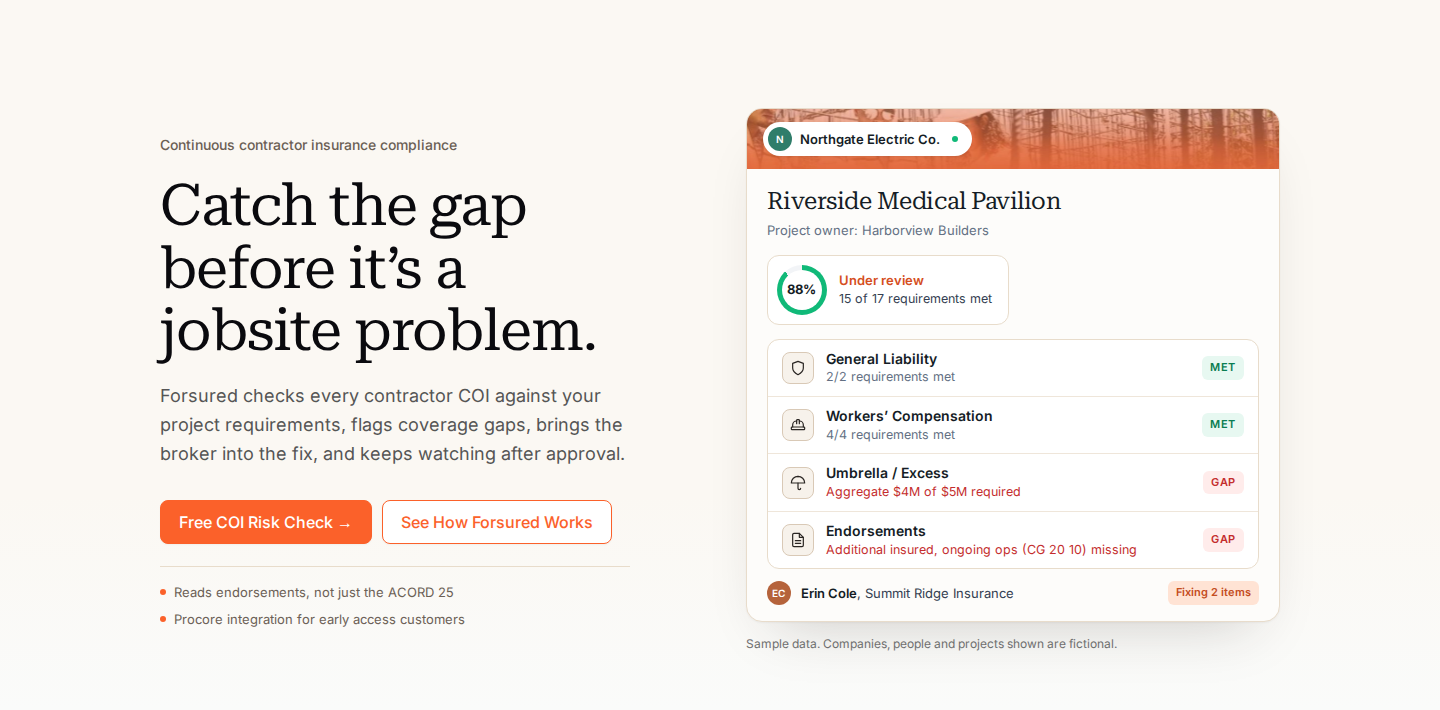 Continuous contractor insurance compliance
Catch the gap
before it’s a
jobsite problem.
Forsured checks every contractor COI against your
project requirements, flags coverage gaps, brings the
broker into the fix, and keeps watching after approval.
Free COI Risk Check →
See How Forsured Works
Reads endorsements, not just the ACORD 25
Procore integration for early access customers
N
Northgate Electric Co.
Riverside Medical Pavilion
Project owner: Harborview Builders
88%
Under review
15 of 17 requirements met
General Liability
2/2 requirements met
MET
Workers’ Compensation
4/4 requirements met
MET
Umbrella / Excess
Aggregate $4M of $5M required
GAP
Endorsements
Additional insured, ongoing ops (CG 20 10) missing
GAP
EC
Erin Cole, Summit Ridge Insurance
Fixing 2 items
Sample data. Companies, people and projects shown are fictional.